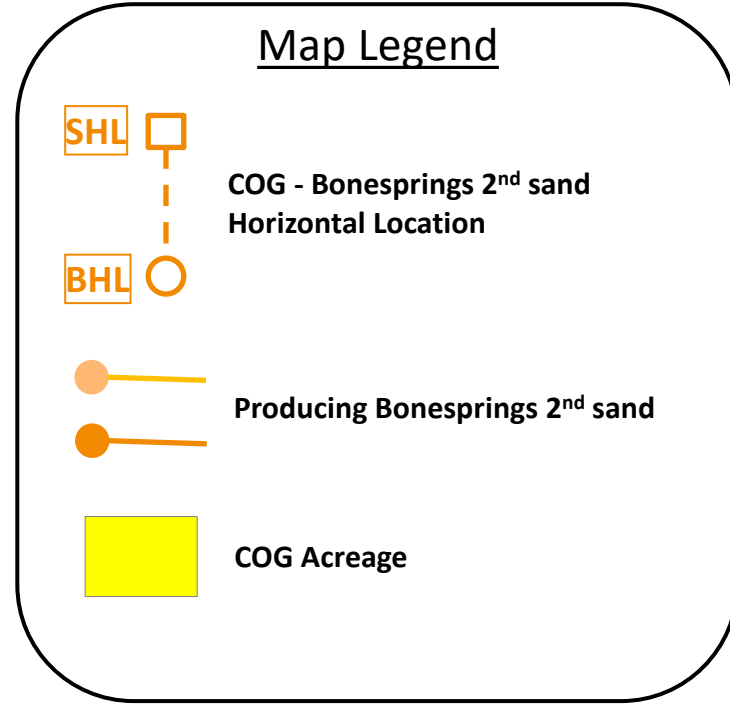 Map Legend
SHL
COG - Bonesprings 2nd sand
Horizontal Location
BHL
Producing Bonesprings 2nd sand
COG Acreage